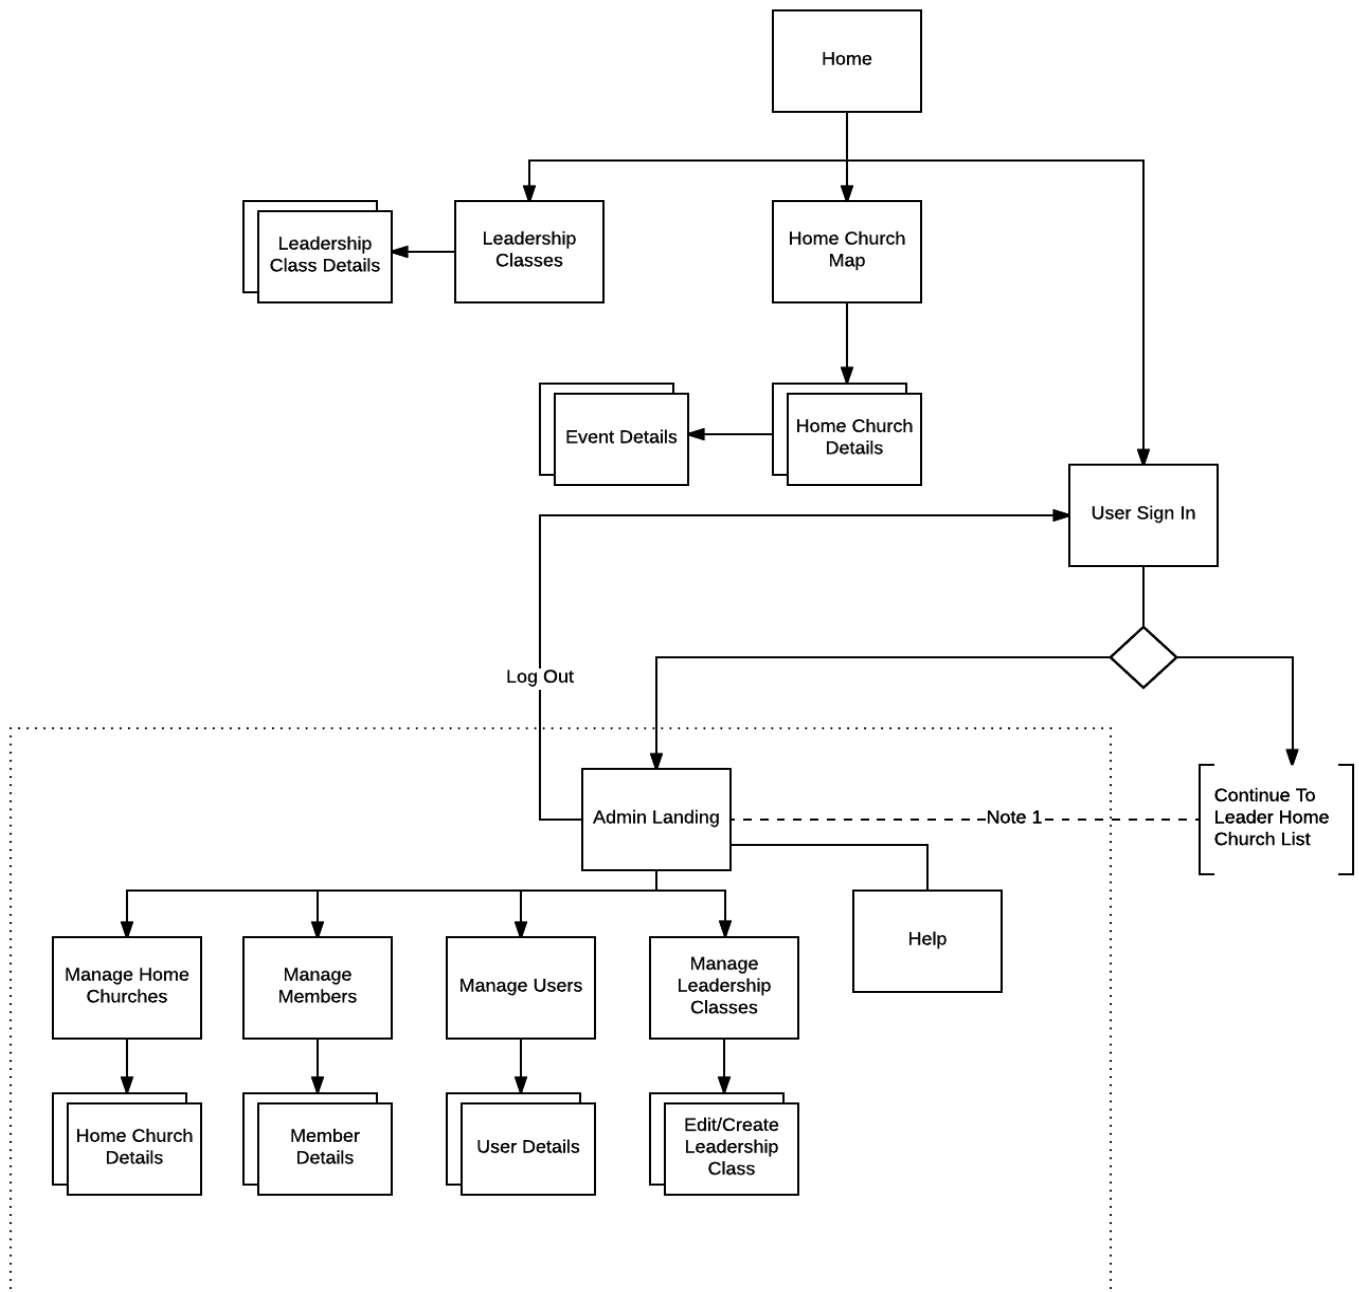 Home
Leadership
Class Details
Leadership
Classes
Home Church
Map
Event Details
Home Church
Details
User Sign In
Log Out
Admin Landing
Note 1
Continue To
Leader Home
Church List
Help
Manage Home
Churches
Manage
Members
Manage Users
Manage
Leadership
Classes
Home Church
Details
Member
Details
User Details
Edit/Create
Leadership
Class